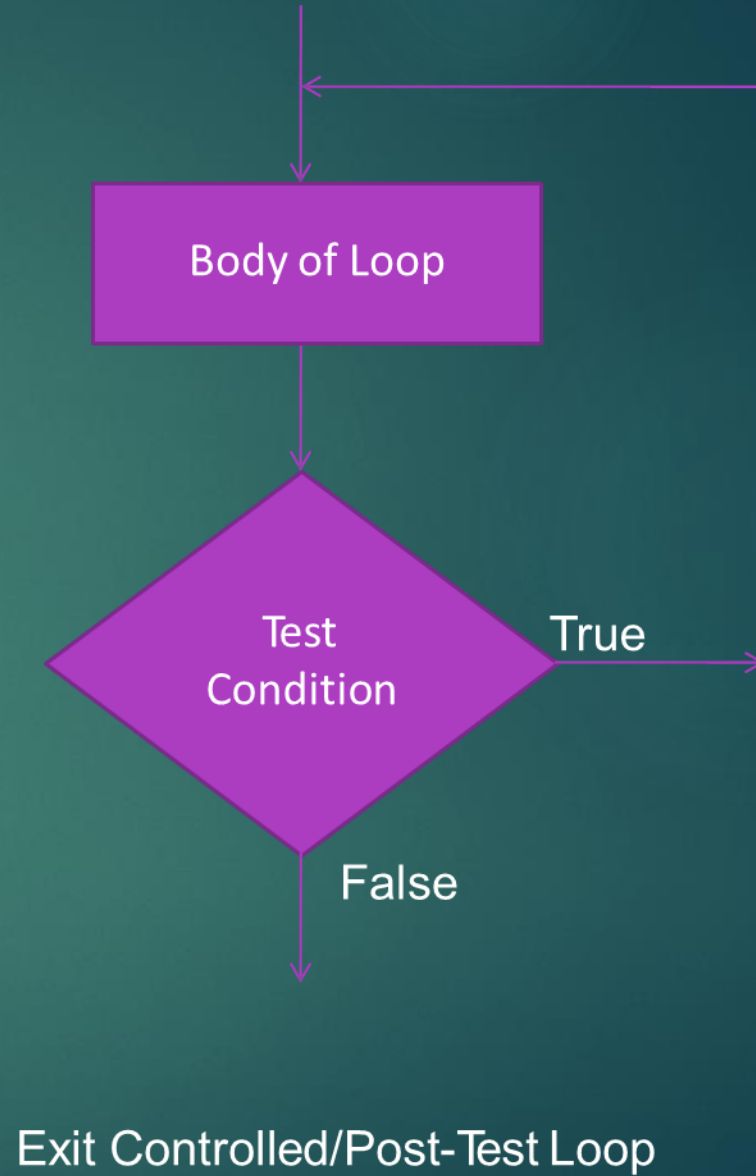 Body of Loop
Test
Condition
True
False
Exit Controlled/Post-Test Loop